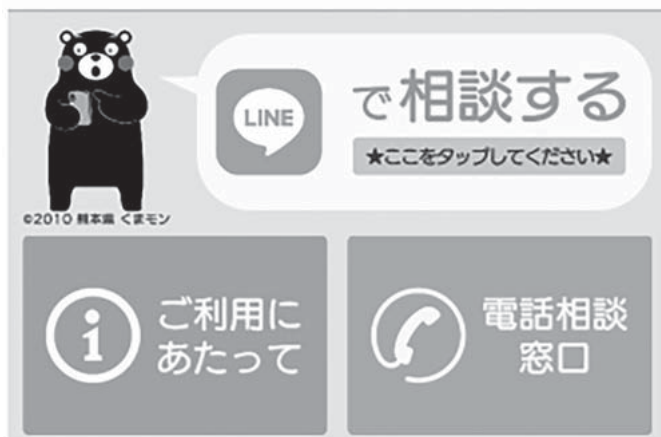 LINE
で相談する
★ここをタップしてください★
©2010 熊本県 くまモン
ご利用に
あたって
電話相談
窓口